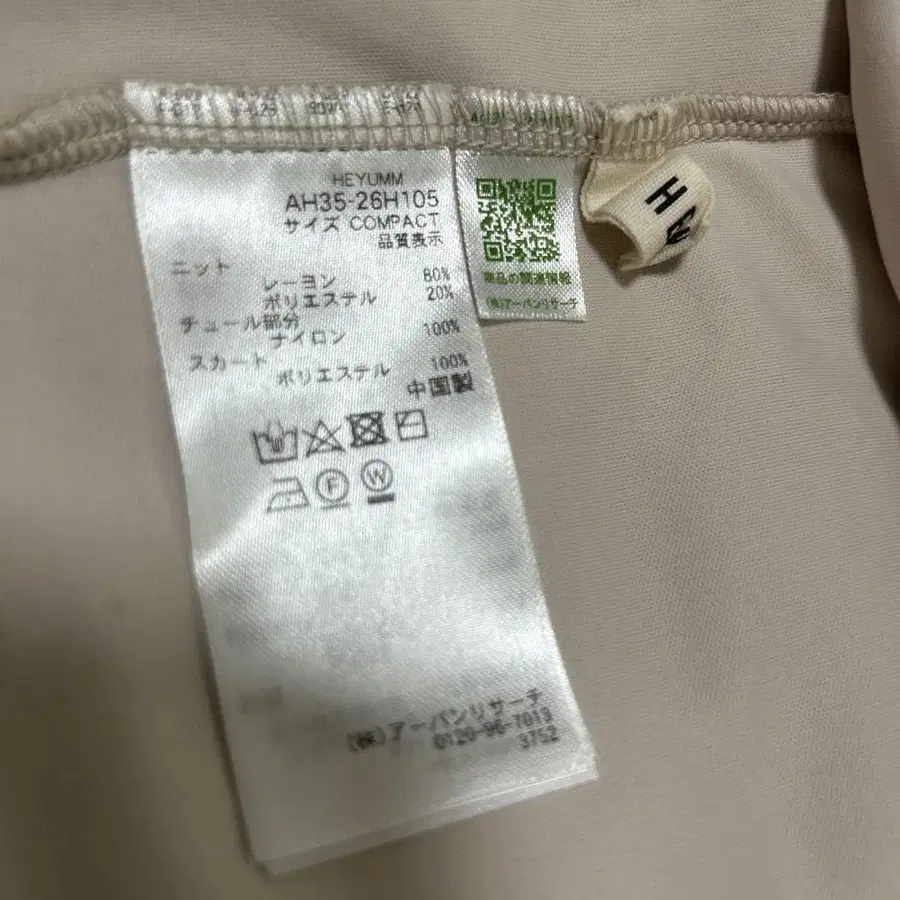 HEYUMM
AH35-26H105
サイズ COMPACT
品質表示
ニット
レーヨン 80%
ポリエステル 20%
チュール部分
ナイロン 100%
スカート
ポリエステル 100%
中国製
F W
(株)アーバンリサーチ
0120-96-7013
3752
商品の関連情報
(株)アーバンリサーチ
H